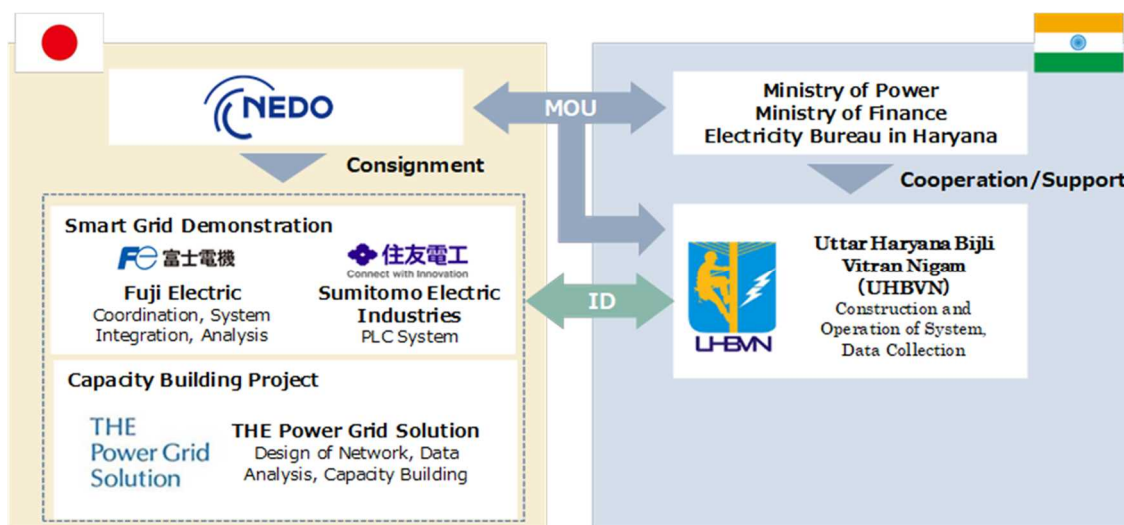 NEDO
MOU
Ministry of Power
Ministry of Finance
Electricity Bureau in Haryana
Consignment
Cooperation/Support
Smart Grid Demonstration
Fe 富士電機
Fuji Electric
Coordination, System
Integration, Analysis
住友電工
Connect with Innovation
Sumitomo Electric
Industries
PLC System
ID
UHBVN
Uttar Haryana Bijli
Vitran Nigam
(UHBVN)
Construction and
Operation of System,
Data Collection
Capacity Building Project
THE
Power Grid
Solution
THE Power Grid Solution
Design of Network, Data
Analysis, Capacity Building